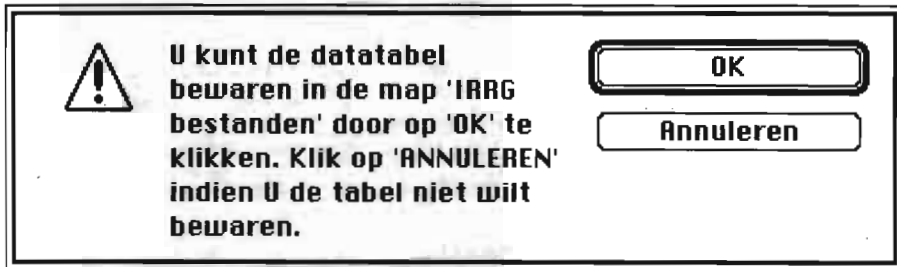 U kunt de datatabel
bewaren in de map 'IRRG
bestanden' door op 'OK' te
klikken. Klik op 'ANNULEREN'
indien U de tabel niet wilt
bewaren.
OK
Annuleren